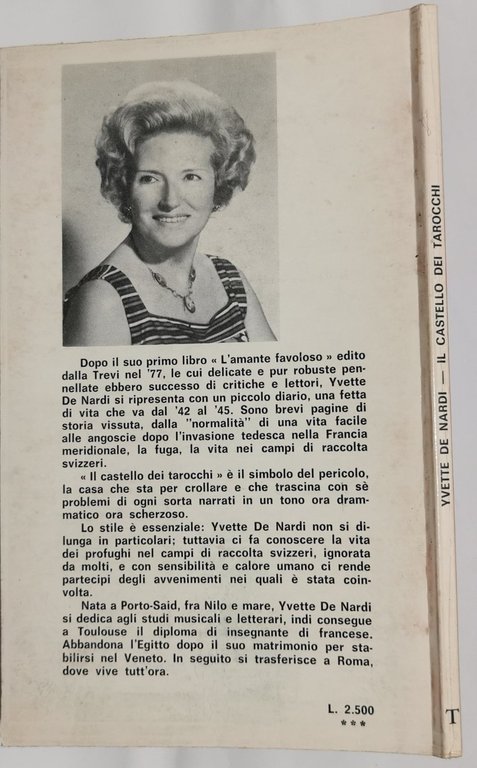 Dopo il suo primo libro « L'amante favoloso » edito
dalla Trevi nel '77, le cui delicate e pur robuste pen-
nellate ebbero successo di critiche e lettori, Yvette
De Nardi si ripresenta con un piccolo diario, una fetta
di vita che va dal '42 al '45. Sono brevi pagine di
storia vissuta, dalla "normalità" di una vita facile
alle angoscie dopo l'invasione tedesca nella Francia
meridionale, la fuga, la vita nei campi di raccolta
svizzeri.
« Il castello dei tarocchi » è il simbolo del pericolo,
la casa che sta per crollare e che trascina con sè
problemi di ogni sorta narrati in un tono ora dram-
matico ora scherzoso.
Lo stile è essenziale: Yvette De Nardi non si di-
lunga in particolari; tuttavia ci fa conoscere la vita
dei profughi nel campi di raccolta svizzeri, ignorata
da molti, e con sensibilità e calore umano ci rende
partecipi degli avvenimenti nei quali è stata coin-
volta.
Nata a Porto-Said, fra Nilo e mare, Yvette De Nardi
si dedica agli studi musicali e letterari, indi consegue
a Toulouse il diploma di insegnante di francese.
Abbandona l'Egitto dopo il suo matrimonio per sta-
bilirsi nel Veneto. In seguito si trasferisce a Roma,
dove vive tutt'ora.
L. 2.500
***
YVETTE DE NARDI — IL CASTELLO DEI TAROCCHI
T